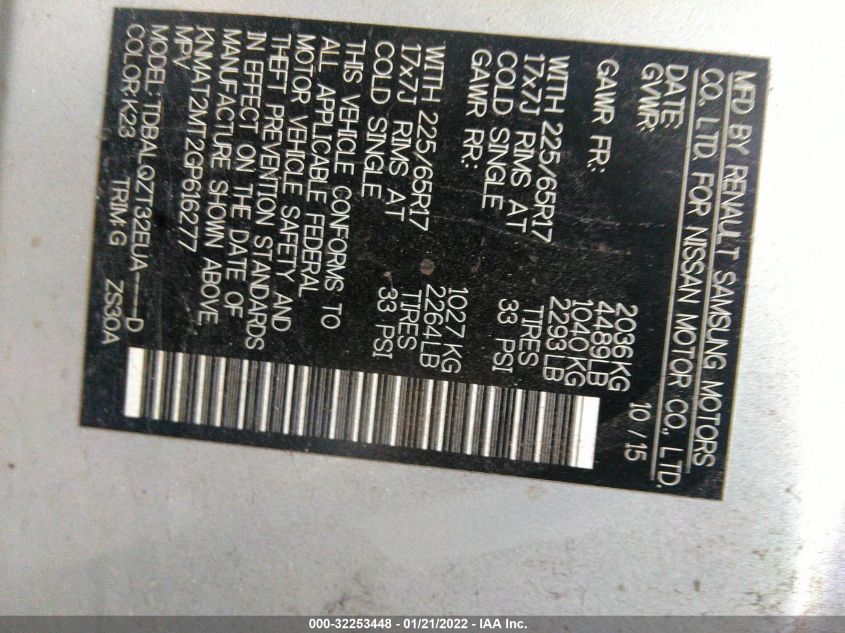 MFD BY RENAULT SAMSUNG MOTORS
CO., LTD. FOR NISSAN MOTOR CO., LTD.
DATE: 10 / 15
GVWR: 2036KG
4489LB
GAWR FR: 1040KG
2293LB
WITH 225/65R17 TIRES
17x7J RIMS AT 33 PSI
COLD SINGLE
GAWR RR: 1027KG
2264LB
WITH 225/65R17 TIRES
17x7J RIMS AT 33 PSI
COLD SINGLE
THIS VEHICLE CONFORMS TO
ALL APPLICABLE FEDERAL
MOTOR VEHICLE SAFETY AND
THEFT PREVENTION STANDARDS
IN EFFECT ON THE DATE OF
MANUFACTURE SHOWN ABOVE.
KNMAT2MT2GP616277
MPV
MODEL: TDBALQZT32EUA----D
COLOR:K23 TRIM: G ZS30A
000-32253448 - 01/21/2022 - IAA Inc.